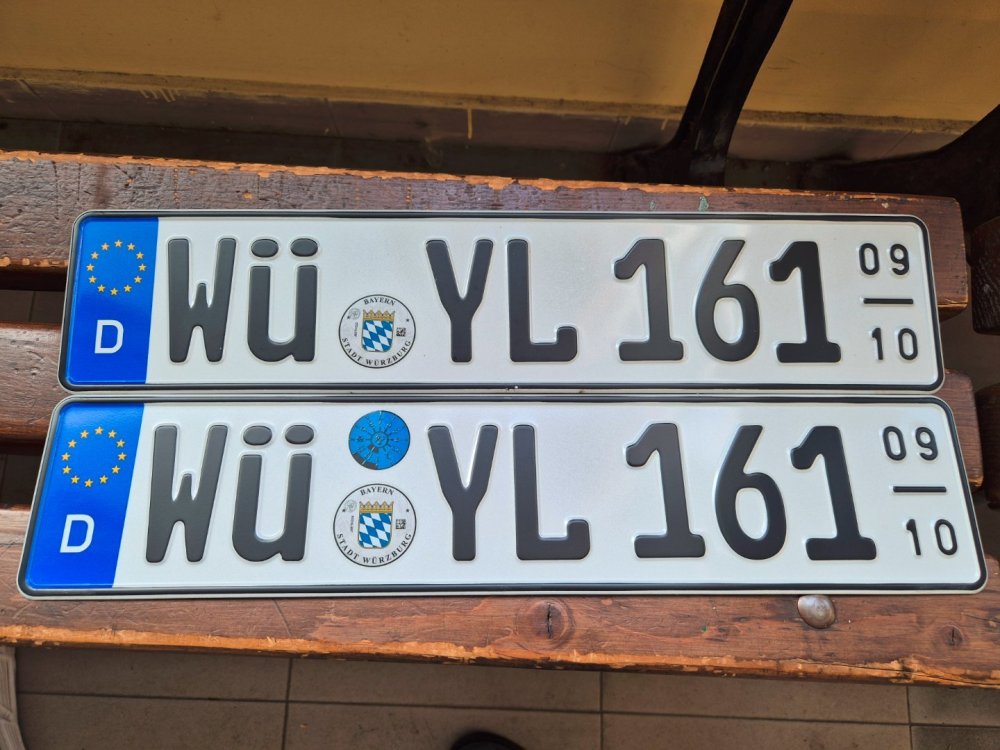 D
WÜ YL 161
09
10
BAYERN
STADT WÜRZBURG
D
WÜ YL 161
09
10
BAYERN
STADT WÜRZBURG